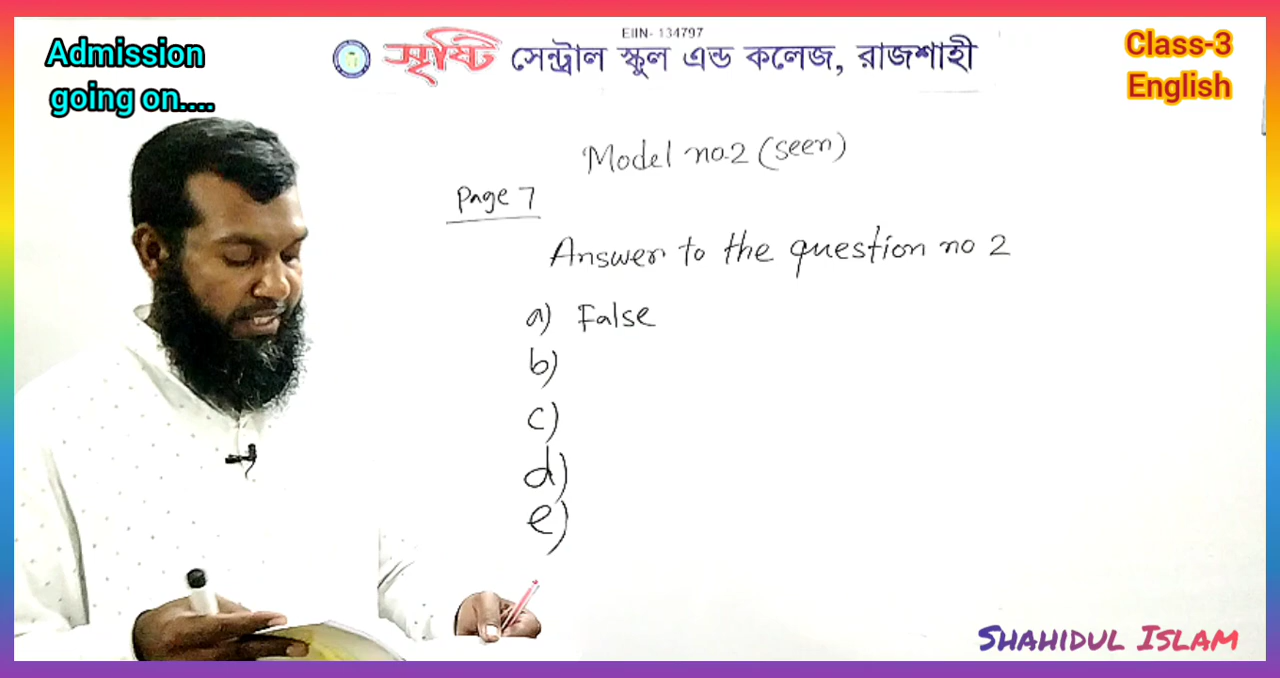 EIIN- 134797
সৃষ্টি সেন্ট্রাল স্কুল এন্ড কলেজ, রাজশাহী
Admission
going on....
Class-3
English
Model no.2 (seen)
Page 7
Answer to the question no 2
a) False
b)
c)
d)
e)
Shahidul Islam